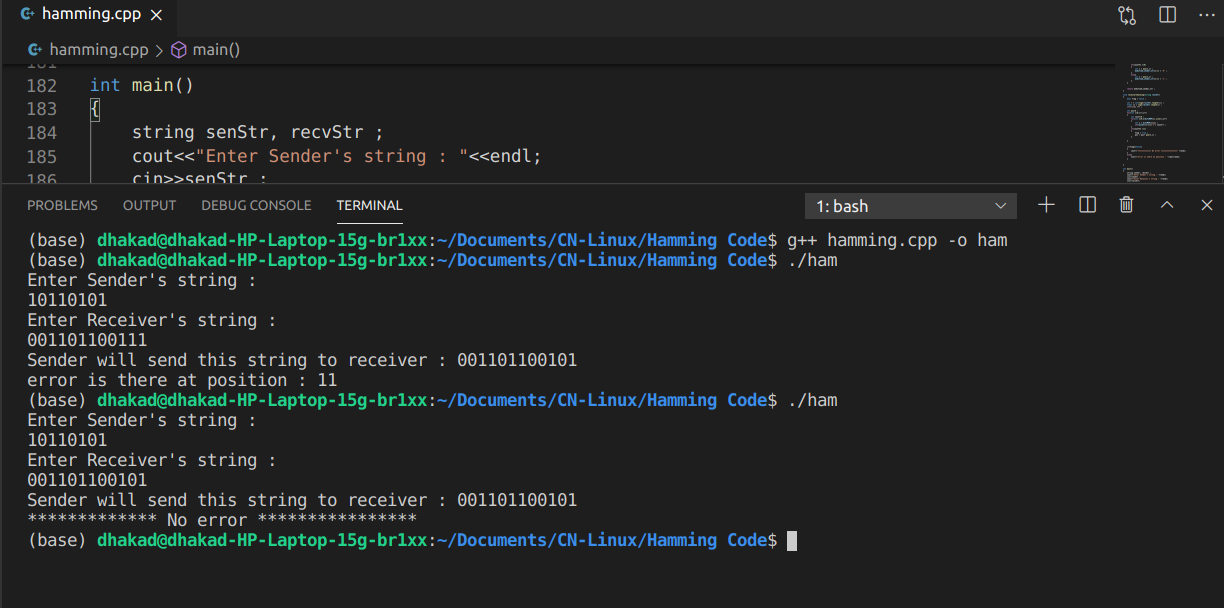 hamming.cpp
hamming.cpp > main()
181
182 int main()
183 {
184 string senStr, recvStr ;
185 cout<<"Enter Sender's string : "<<endl;
186 cin>>senStr ;
PROBLEMS OUTPUT DEBUG CONSOLE TERMINAL 1: bash
(base) dhakad@dhakad-HP-Laptop-15g-br1xx:~/Documents/CN-Linux/Hamming Code$ g++ hamming.cpp -o ham
(base) dhakad@dhakad-HP-Laptop-15g-br1xx:~/Documents/CN-Linux/Hamming Code$ ./ham
Enter Sender's string :
10110101
Enter Receiver's string :
001101100111
Sender will send this string to receiver : 001101100101
error is there at position : 11
(base) dhakad@dhakad-HP-Laptop-15g-br1xx:~/Documents/CN-Linux/Hamming Code$ ./ham
Enter Sender's string :
10110101
Enter Receiver's string :
001101100101
Sender will send this string to receiver : 001101100101
************* No error ****************
(base) dhakad@dhakad-HP-Laptop-15g-br1xx:~/Documents/CN-Linux/Hamming Code$